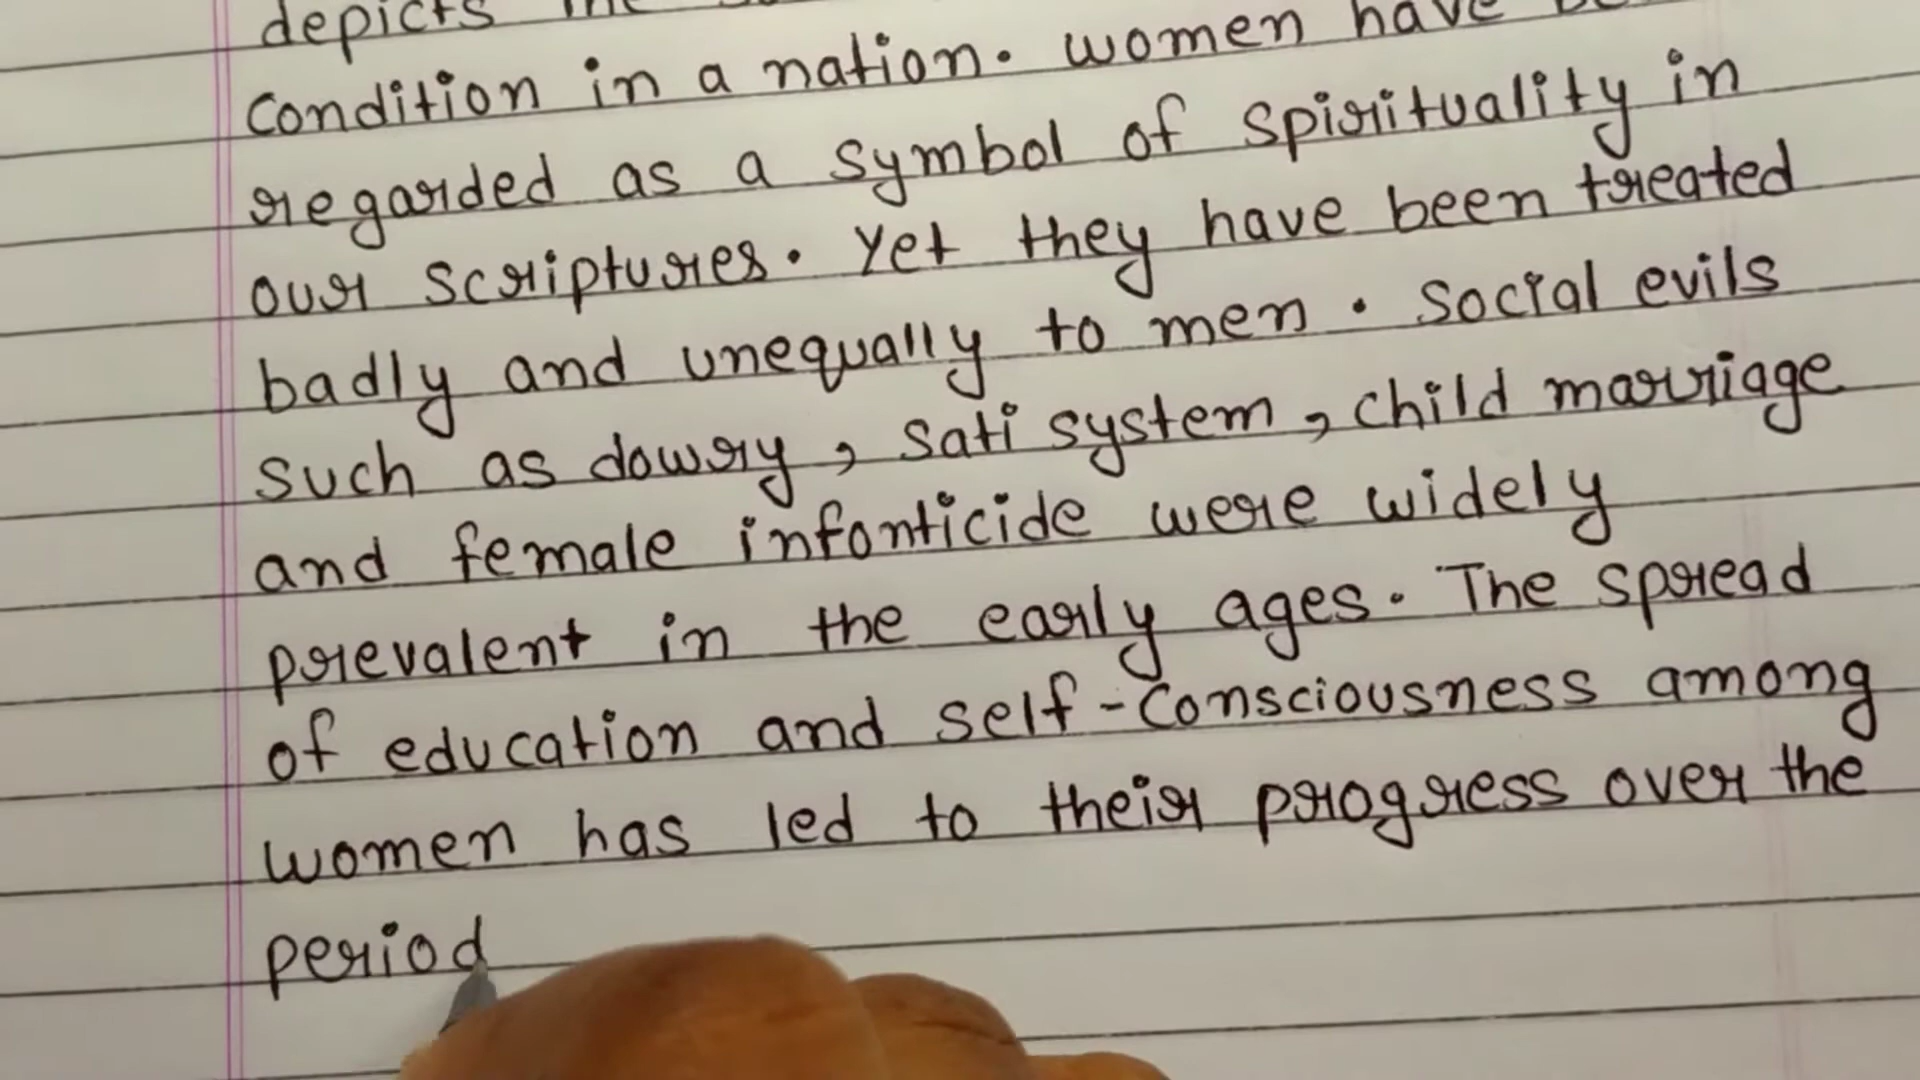 depicts the
condition in a nation. women have
regarded as a symbol of spirituality in
our scriptures. Yet they have been treated
badly and unequally to men. Social evils
such as dowry, sati system, child marriage
and female infonticide were widely
prevalent in the early ages. The spread
of education and self-consciousness among
women has led to their progress over the
period